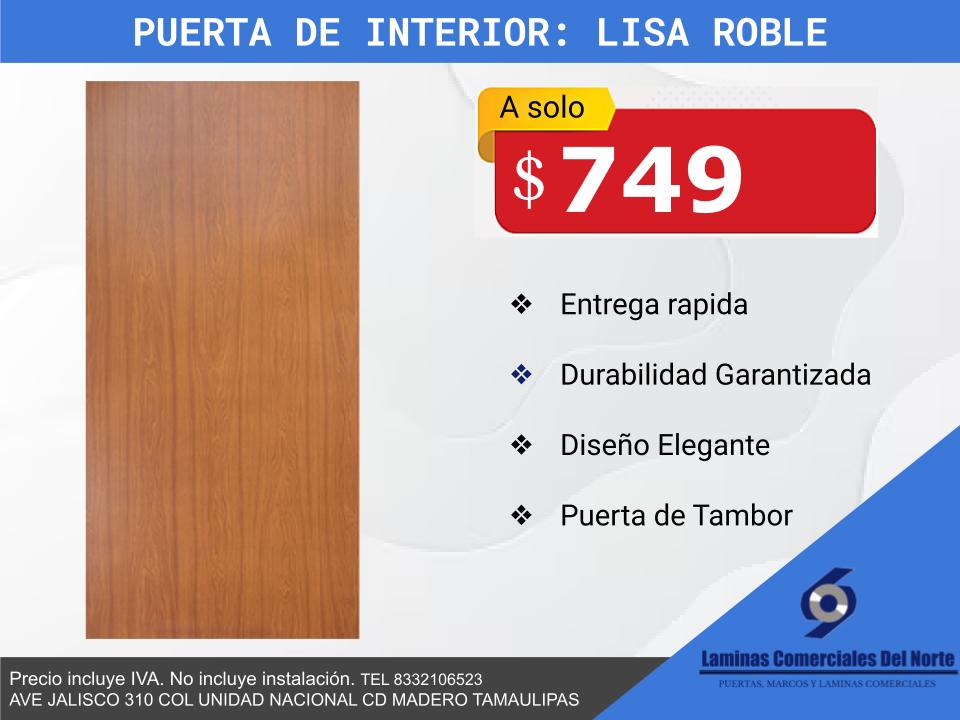 PUERTA DE INTERIOR: LISA ROBLE
A solo
$ 749
❖ Entrega rapida
❖ Durabilidad Garantizada
❖ Diseño Elegante
❖ Puerta de Tambor
Laminas Comerciales Del Norte
PUERTAS, MARCOS Y LAMINAS COMERCIALES
Precio incluye IVA. No incluye instalación. TEL 8332106523
AVE JALISCO 310 COL UNIDAD NACIONAL CD MADERO TAMAULIPAS